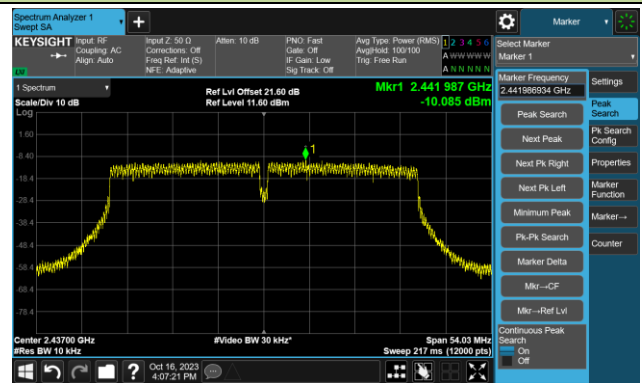 Spectrum Analyzer 1
Swept SA
Marker
KEYSIGHT
Input: RF
Coupling: AC
Align: Auto
Input Z: 50 Ω
Corrections: Off
Freq Ref: Int (S)
NFE: Adaptive
Atten: 10 dB
PNO: Fast
Gate: Off
IF Gain: Low
Sig Track: Off
Avg Type: Power (RMS)
Avg|Hold: 100/100
Trig: Free Run
1 2 3 4 5 6
A W W W W W
A N N N N N
LXI
Select Marker
Marker 1
1 Spectrum
Scale/Div 10 dB
Log
Ref Lvl Offset 21.60 dB
Ref Level 11.60 dBm
Mkr1 2.441 987 GHz
-10.085 dBm
1.60
-8.40
-18.4
-28.4
-38.4
-48.4
-58.4
-68.4
-78.4
1
Center 2.43700 GHz
#Res BW 10 kHz
#Video BW 30 kHz*
Span 54.03 MHz
Sweep 217 ms (12000 pts)
Marker Frequency
2.441986934 GHz
Peak Search
Next Peak
Next Pk Right
Next Pk Left
Minimum Peak
Pk-Pk Search
Marker Delta
Mkr→CF
Mkr→Ref Lvl
Continuous Peak
Search
On
Off
Settings
Peak
Search
Pk Search
Config
Properties
Marker
Function
Marker→
Counter
?
Oct 16, 2023
4:07:21 PM